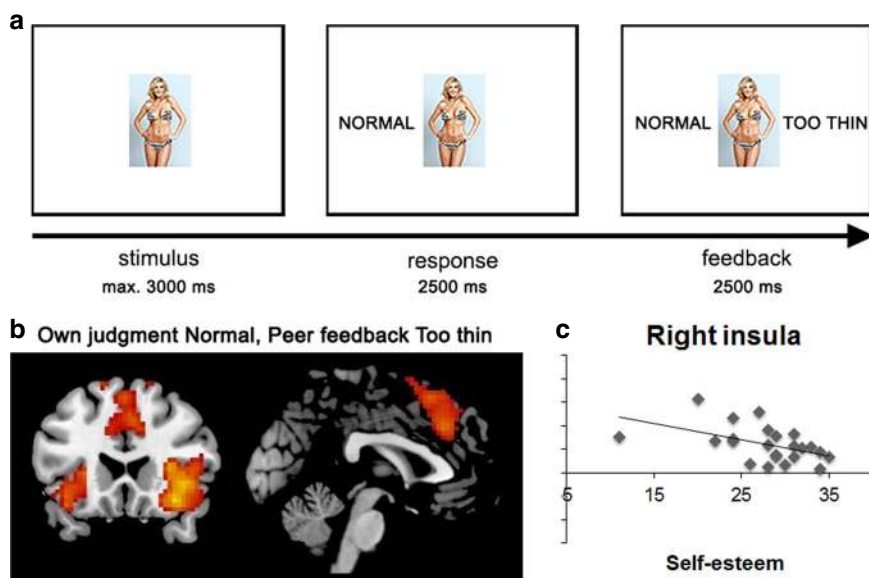 a
NORMAL
NORMAL TOO THIN
stimulus
max. 3000 ms
response
2500 ms
feedback
2500 ms
b
Own judgment Normal, Peer feedback Too thin
c
Right insula
5 15 25 35
Self-esteem